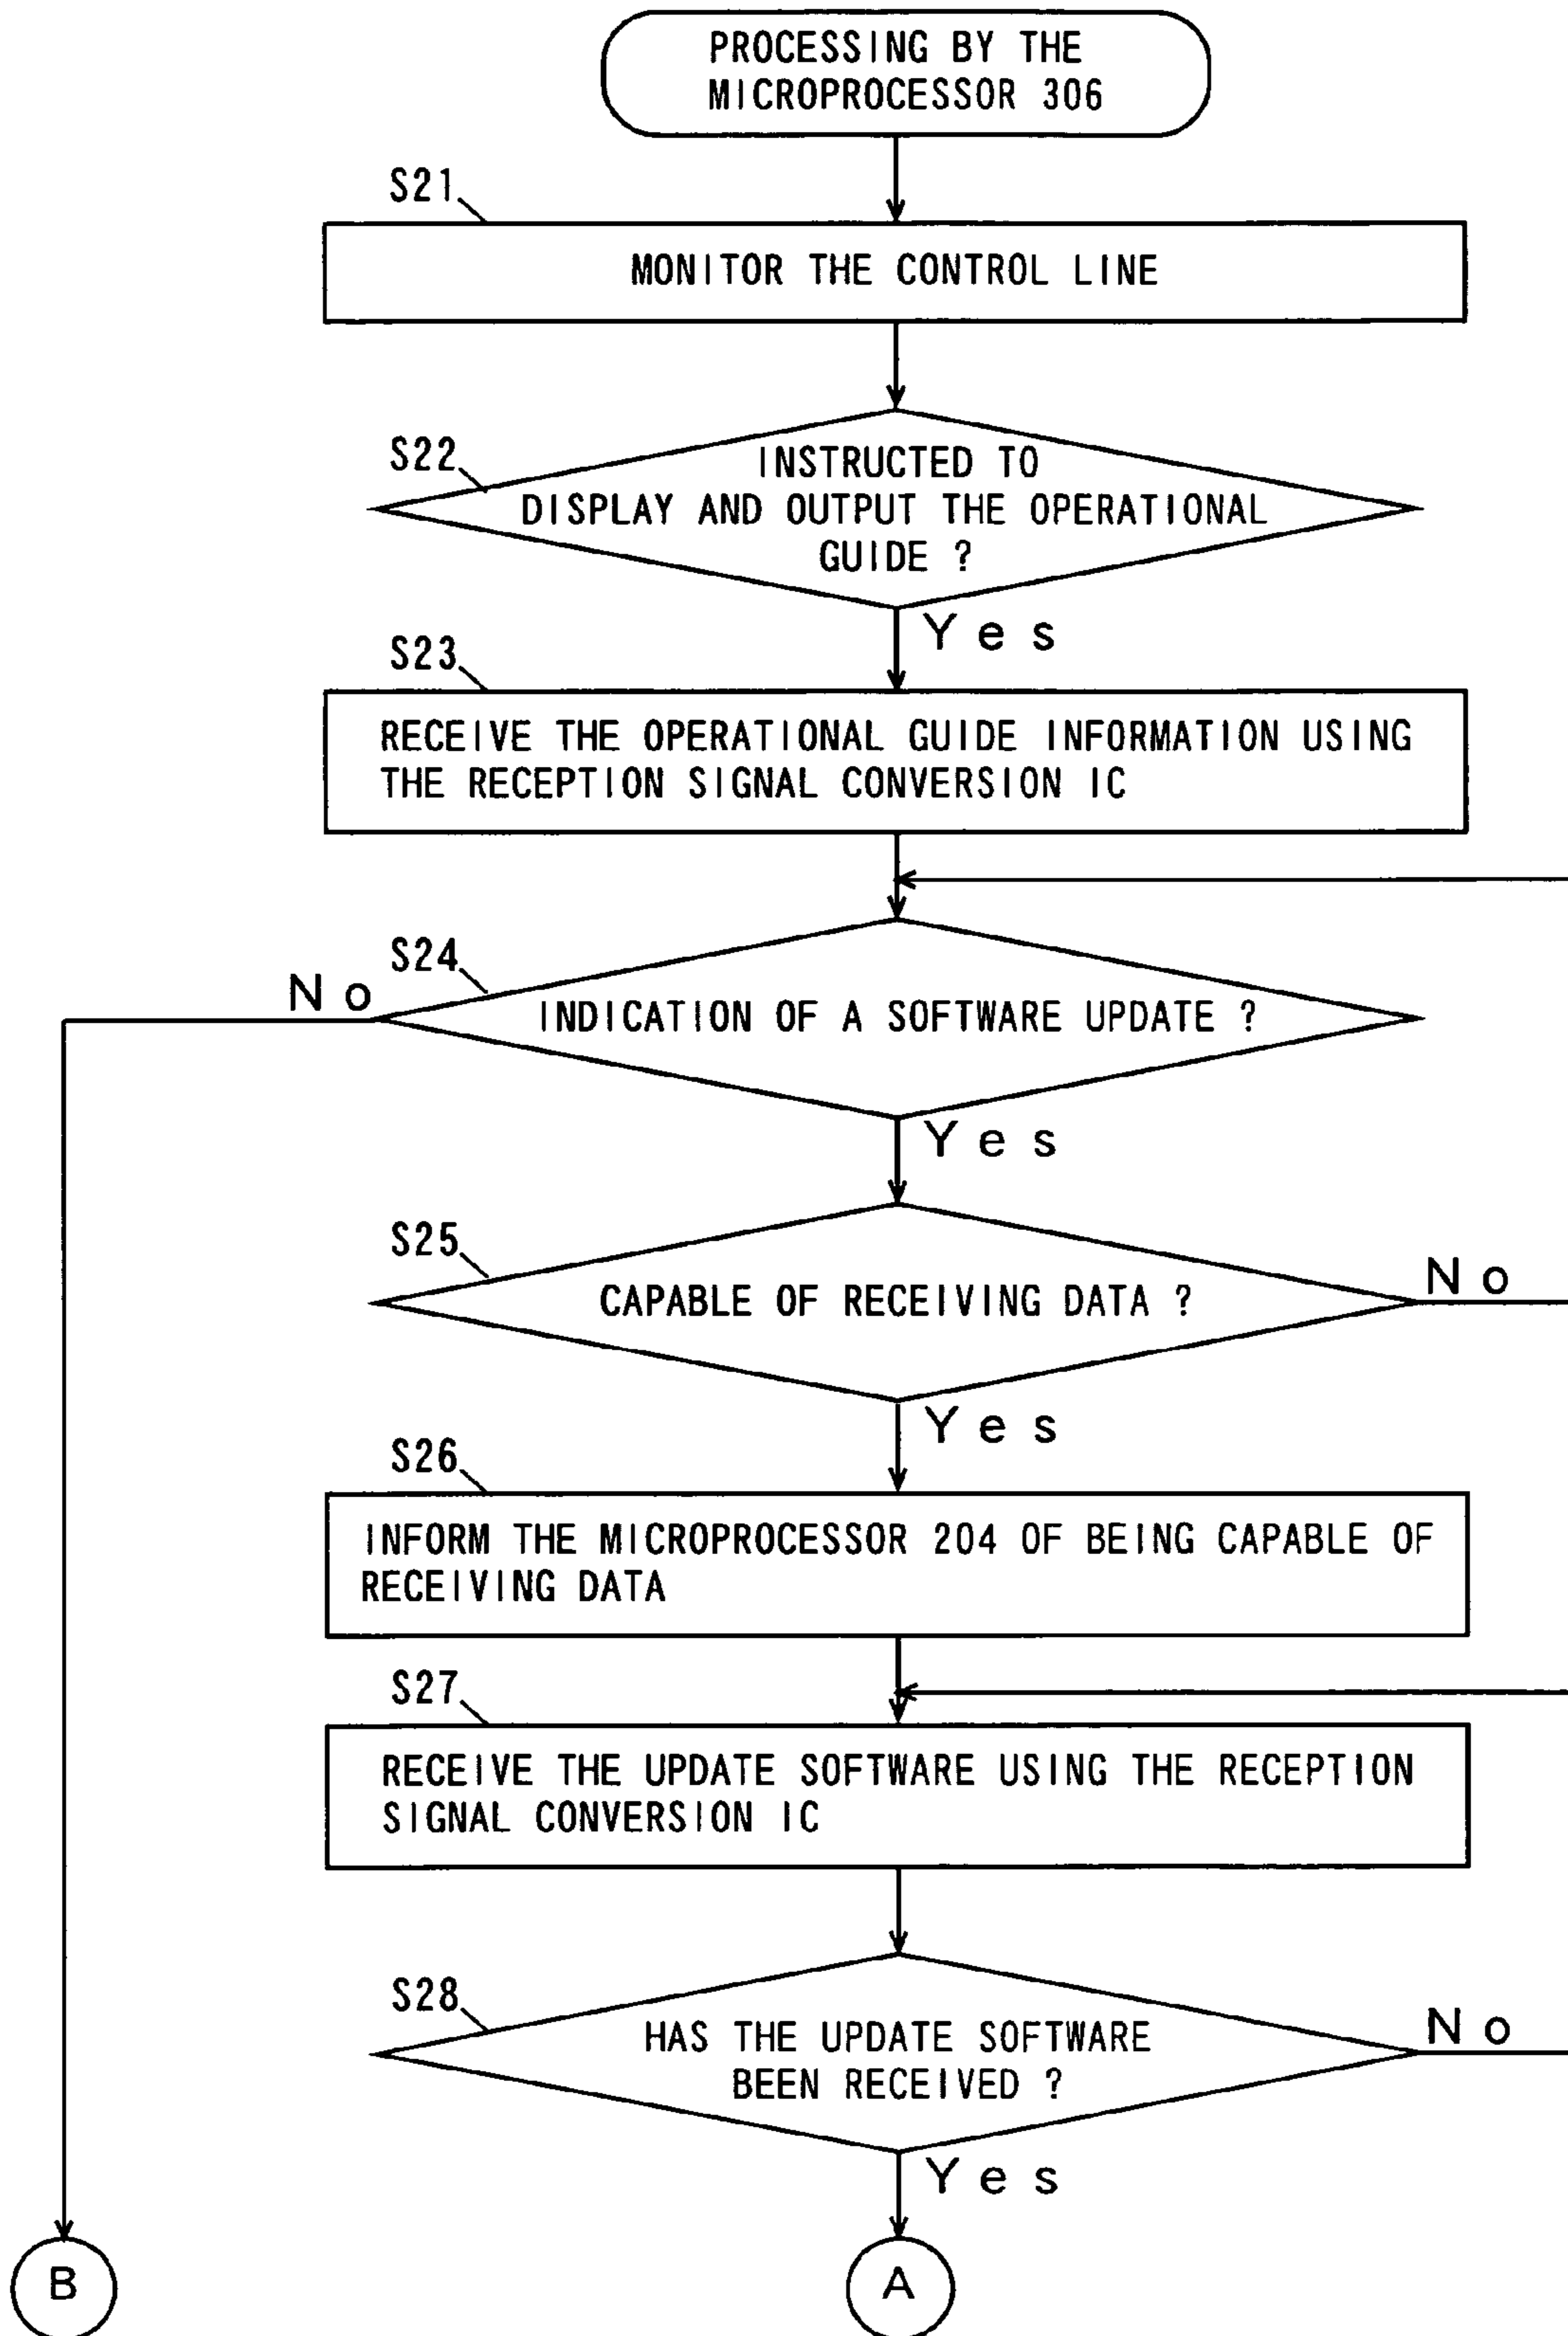 PROCESSING BY THE
MICROPROCESSOR 306
S21
MONITOR THE CONTROL LINE
S22
INSTRUCTED TO
DISPLAY AND OUTPUT THE OPERATIONAL
GUIDE ?
Yes
S23
RECEIVE THE OPERATIONAL GUIDE INFORMATION USING
THE RECEPTION SIGNAL CONVERSION IC
S24
No
INDICATION OF A SOFTWARE UPDATE ?
Yes
S25
CAPABLE OF RECEIVING DATA ?
No
Yes
S26
INFORM THE MICROPROCESSOR 204 OF BEING CAPABLE OF
RECEIVING DATA
S27
RECEIVE THE UPDATE SOFTWARE USING THE RECEPTION
SIGNAL CONVERSION IC
S28
HAS THE UPDATE SOFTWARE
BEEN RECEIVED ?
No
Yes
B
A